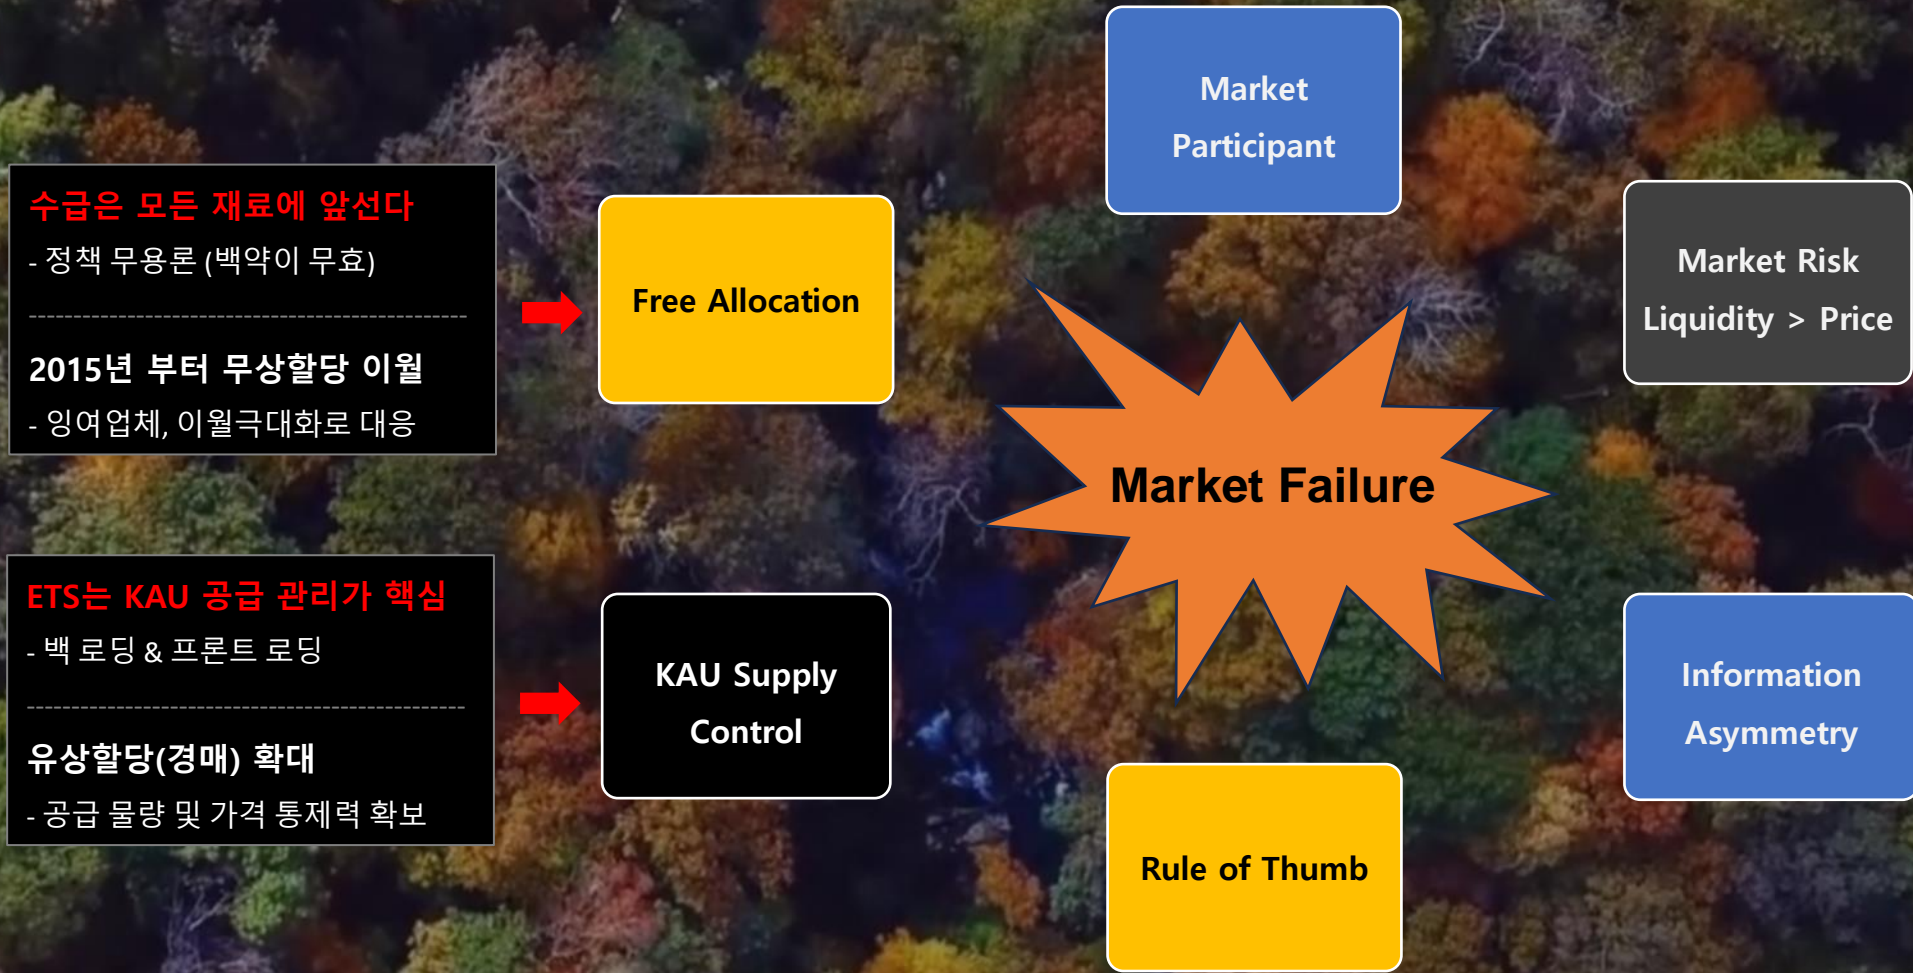 수급은 모든 재료에 앞선다
- 정책 무용론 (백약이 무효)
-------------------------------------------------
2015년 부터 무상할당 이월
- 잉여업체, 이월극대화로 대응
ETS는 KAU 공급 관리가 핵심
- 백 로딩 & 프론트 로딩
-------------------------------------------------
유상할당(경매) 확대
- 공급 물량 및 가격 통제력 확보
Free Allocation
KAU Supply
Control
Market
Participant
Market Failure
Rule of Thumb
Market Risk
Liquidity > Price
Information
Asymmetry